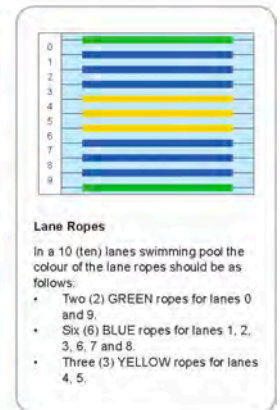 0
1
2
3
4
5
6
7
8
9
Lane Ropes
In a 10 (ten) lanes swimming pool the
colour of the lane ropes should be as
follows:
• Two (2) GREEN ropes for lanes 0
and 9.
• Six (6) BLUE ropes for lanes 1, 2,
3, 6, 7 and 8.
• Three (3) YELLOW ropes for lanes
4, 5.